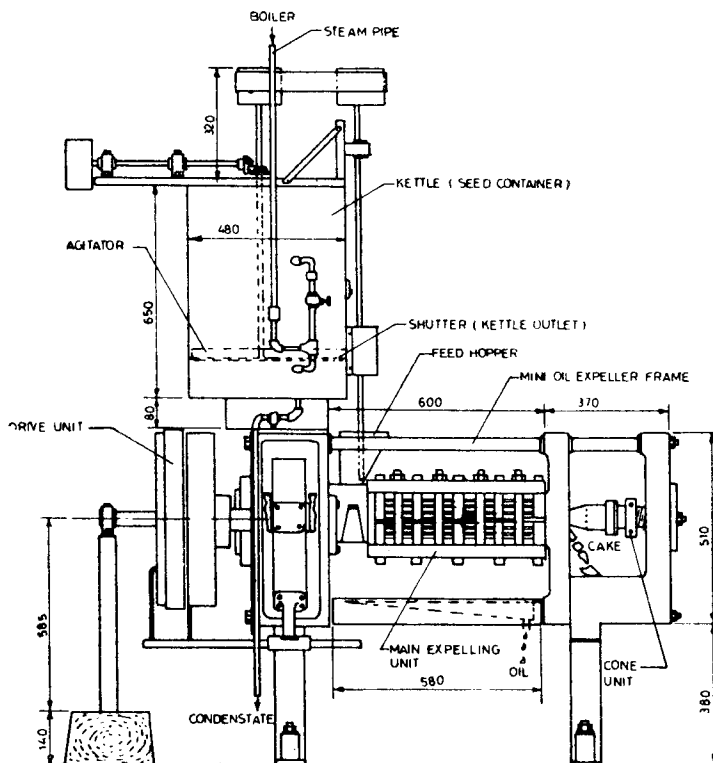 BOILER
STEAM PIPE
320
KETTLE ( SEED CONTAINER )
480
AGITATOR
650
SHUTTER ( KETTLE OUTLET )
FEED HOPPER
MINI OIL EXPELLER FRAME
600
370
80
DRIVE UNIT
510
CAKE
585
MAIN EXPELLING
UNIT
OIL
CONE
UNIT
580
380
CONDENSTATE
140